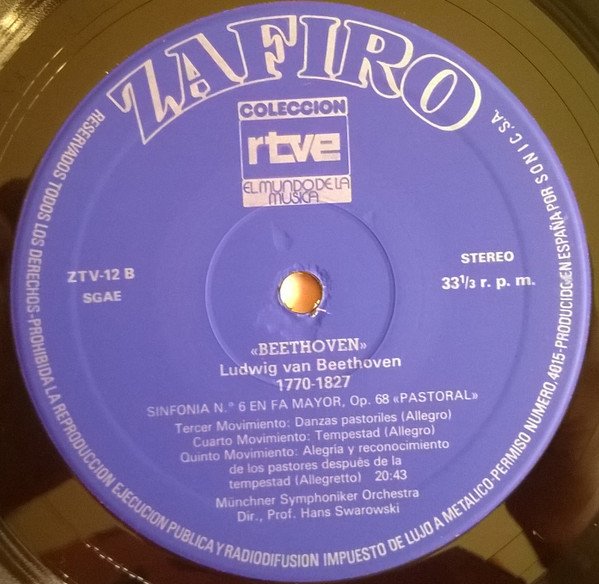 ZAFIRO
COLECCION
rtve
EL MUNDO DE LA
MUSICA
ZTV-12 B
SGAE
STEREO
33 1/3 r. p. m.
«BEETHOVEN»
Ludwig van Beethoven
1770-1827
SINFONIA N.° 6 EN FA MAYOR, Op. 68 «PASTORAL»
Tercer Movimiento: Danzas pastoriles (Allegro)
Cuarto Movimiento: Tempestad (Allegro)
Quinto Movimiento: Alegria y reconocimiento
de los pastores después de la
tempestad (Allegretto) 20:43
Münchner Symphoniker Orchestra
Dir., Prof. Hans Swarowski
RESERVADOS TODOS LOS DERECHOS-PROHIBIDA LA REPRODUCCION EJECUCION PUBLICA Y RADIODIFUSION IMPUESTO DE LUJO A METALICO-PERMISO NUMERO 4015-PRODUCIDO EN ESPAÑA POR SONIC, S.A.